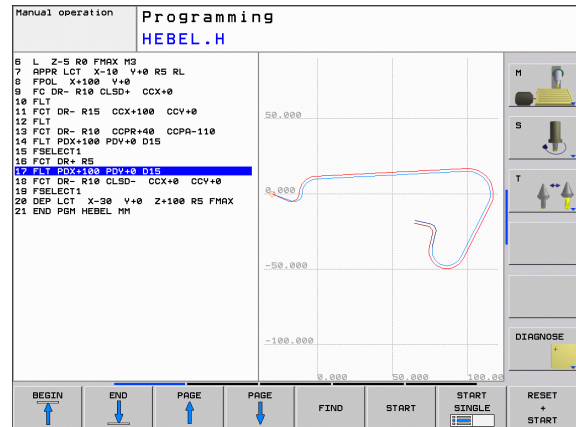 Manual operation
Programming
HEBEL.H
6 L Z-5 R0 FMAX M3
7 APPR LCT X-10 Y+0 R5 RL
8 FPOL X+100 Y+0
9 FC DR- R10 CLSD+ CCX+0
10 FLT
11 FCT DR- R15 CCX+100 CCY+0
12 FLT
13 FCT DR- R10 CCPR+40 CCPA-110
14 FLT PDX+100 PDY+0 D15
15 FSELECT1
16 FCT DR+ R5
17 FLT PDX+100 PDY+0 D15
18 FCT DR- R10 CLSD- CCX+0 CCY+0
19 FSELECT1
20 DEP LCT X-30 Y+0 Z+100 R5 FMAX
21 END PGM HEBEL MM
50.000
0.000
-50.000
-100.000
0.000
50.000
100.00
M
S
T
DIAGNOSE
BEGIN
END
PAGE
PAGE
FIND
START
START
SINGLE
RESET
+
START